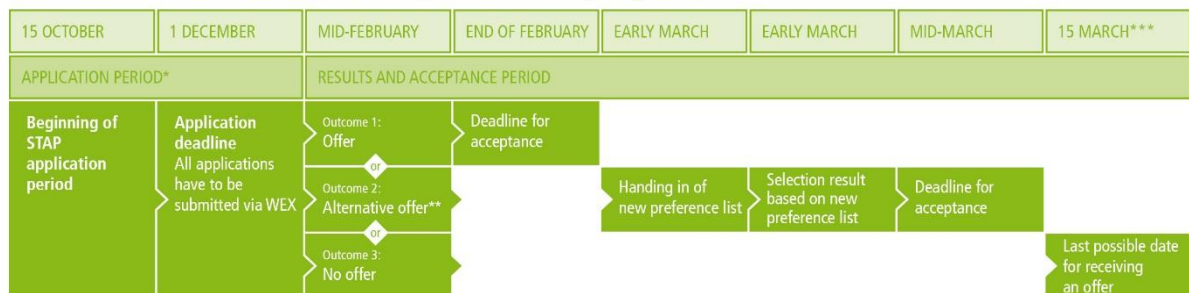 15 OCTOBER
1 DECEMBER
MID-FEBRUARY
END OF FEBRUARY
EARLY MARCH
EARLY MARCH
MID-MARCH
15 MARCH***
APPLICATION PERIOD*
RESULTS AND ACCEPTANCE PERIOD
Beginning of
STAP
application
period
Application
deadline
All applications
have to be
submitted via WEX
Outcome 1:
Offer
or
Outcome 2:
Alternative offer**
or
Outcome 3:
No offer
Deadline for
acceptance
Handing in of
new preference list
Selection result
based on new
preference list
Deadline for
acceptance
Last possible date
for receiving
an offer